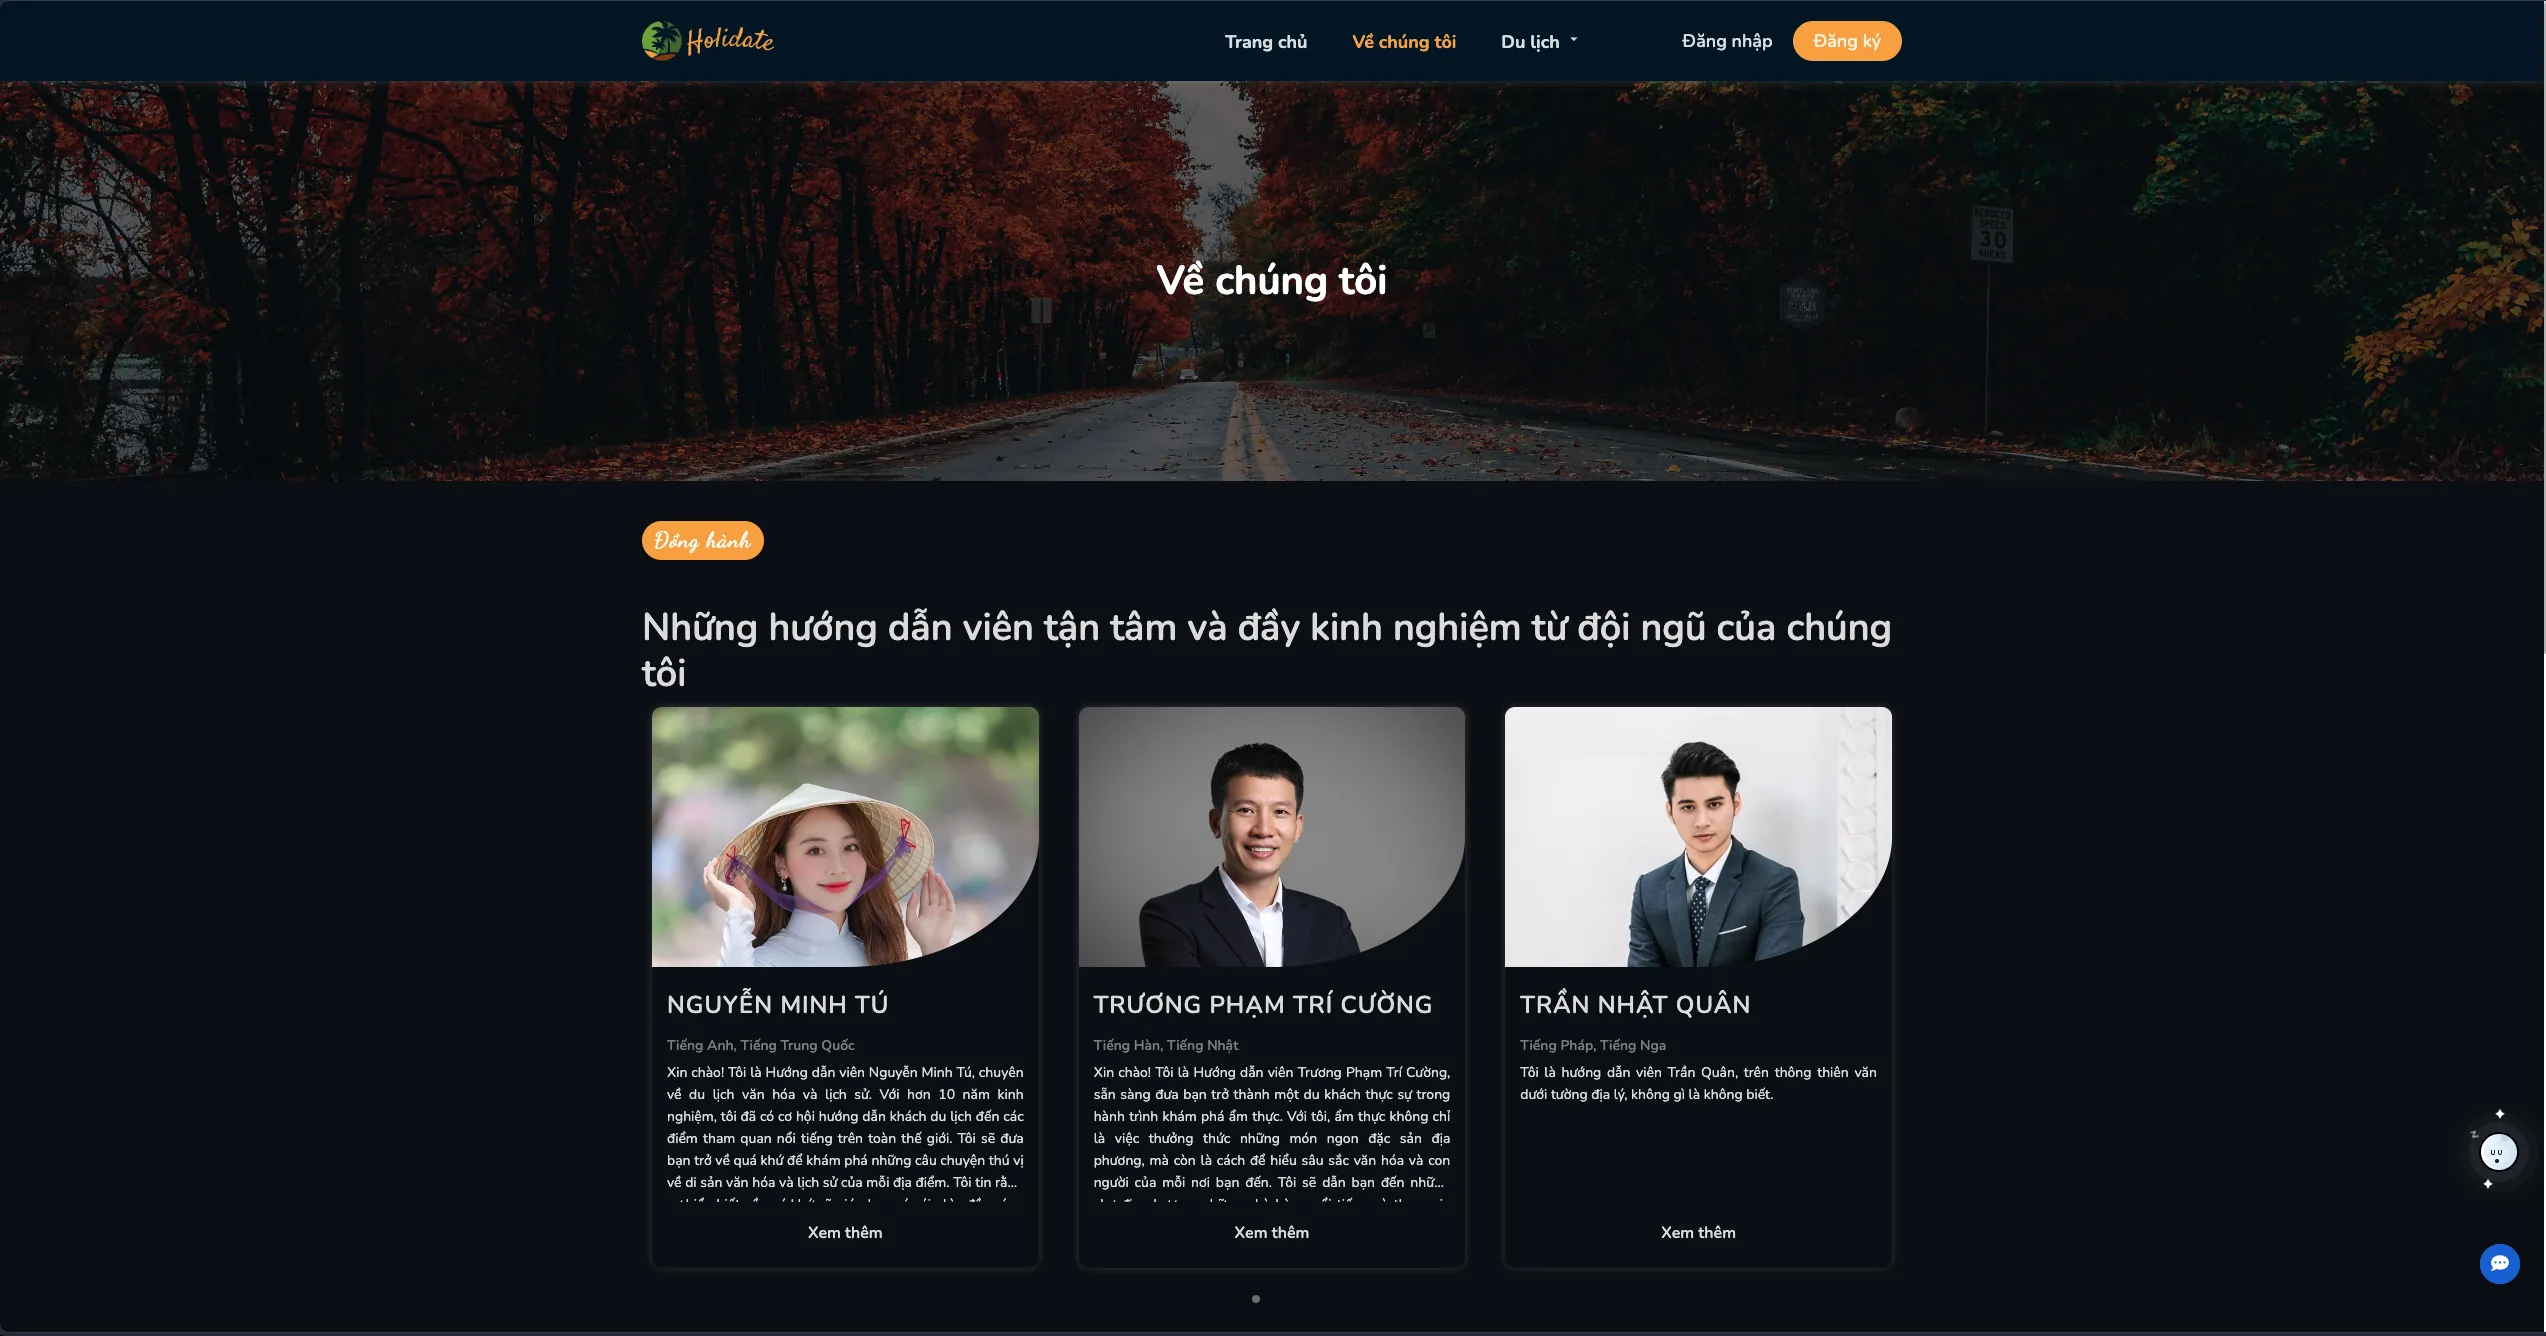 Holidate
Trang chủ
Về chúng tôi
Du lịch
Đăng nhập
Đăng ký
REDUCED
SPEED
30
AHEAD
Về chúng tôi
Đồng hành
Những hướng dẫn viên tận tâm và đầy kinh nghiệm từ đội ngũ của chúng
tôi
NGUYỄN MINH TÚ
Tiếng Anh, Tiếng Trung Quốc
Xin chào! Tôi là Hướng dẫn viên Nguyễn Minh Tú, chuyên
về du lịch văn hóa và lịch sử. Với hơn 10 năm kinh
nghiệm, tôi đã có cơ hội hướng dẫn khách du lịch đến các
điểm tham quan nổi tiếng trên toàn thế giới. Tôi sẽ đưa
bạn trở về quá khứ để khám phá những câu chuyện thú vị
về di sản văn hóa và lịch sử của mỗi địa điểm. Tôi tin rằ...
Xem thêm
TRƯƠNG PHẠM TRÍ CƯỜNG
Tiếng Hàn, Tiếng Nhật
Xin chào! Tôi là Hướng dẫn viên Trương Phạm Trí Cường,
sẵn sàng đưa bạn trở thành một du khách thực sự trong
hành trình khám phá ẩm thực. Với tôi, ẩm thực không chỉ
là việc thưởng thức những món ngon đặc sản địa
phương, mà còn là cách để hiểu sâu sắc văn hóa và con
người của mỗi nơi bạn đến. Tôi sẽ dẫn bạn đến nhữ...
Xem thêm
TRẦN NHẬT QUÂN
Tiếng Pháp, Tiếng Nga
Tôi là hướng dẫn viên Trần Quân, trên thông thiên văn
dưới tường địa lý, không gì là không biết.
Xem thêm